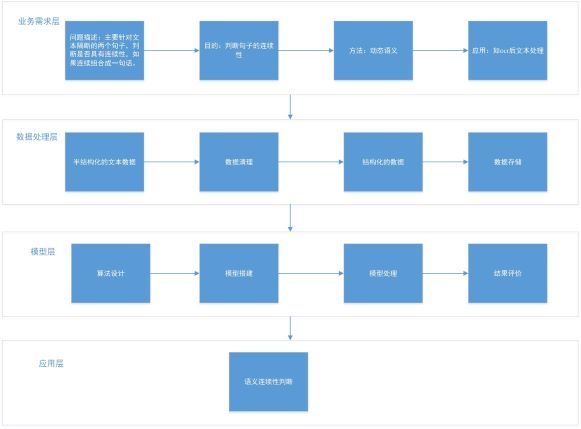 业务需求层
问题描述：主要针对文
本隔断的两个句子，判
断是否具有连续性，如
果连续组合成一句话。
目的：判断句子的连续
性
方法：动态语义
应用：如ocr后文本处理
数据处理层
半结构化的文本数据
数据清理
结构化的数据
数据存储
模型层
算法设计
模型搭建
模型处理
结果评价
应用层
语义连续性判断